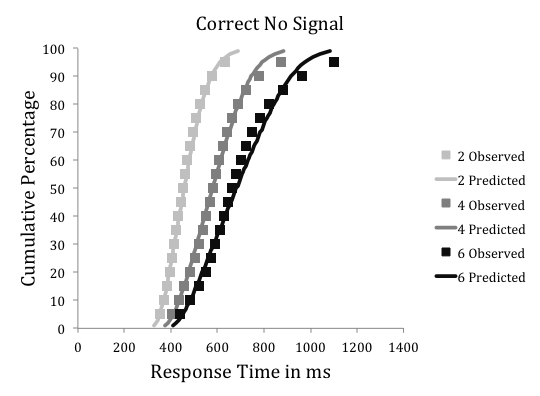 Correct No Signal
100
90
80
70
60
50
40
30
20
10
0
Cumulative Percentage
0 200 400 600 800 1000 1200 1400
Response Time in ms
2 Observed
2 Predicted
4 Observed
4 Predicted
6 Observed
6 Predicted